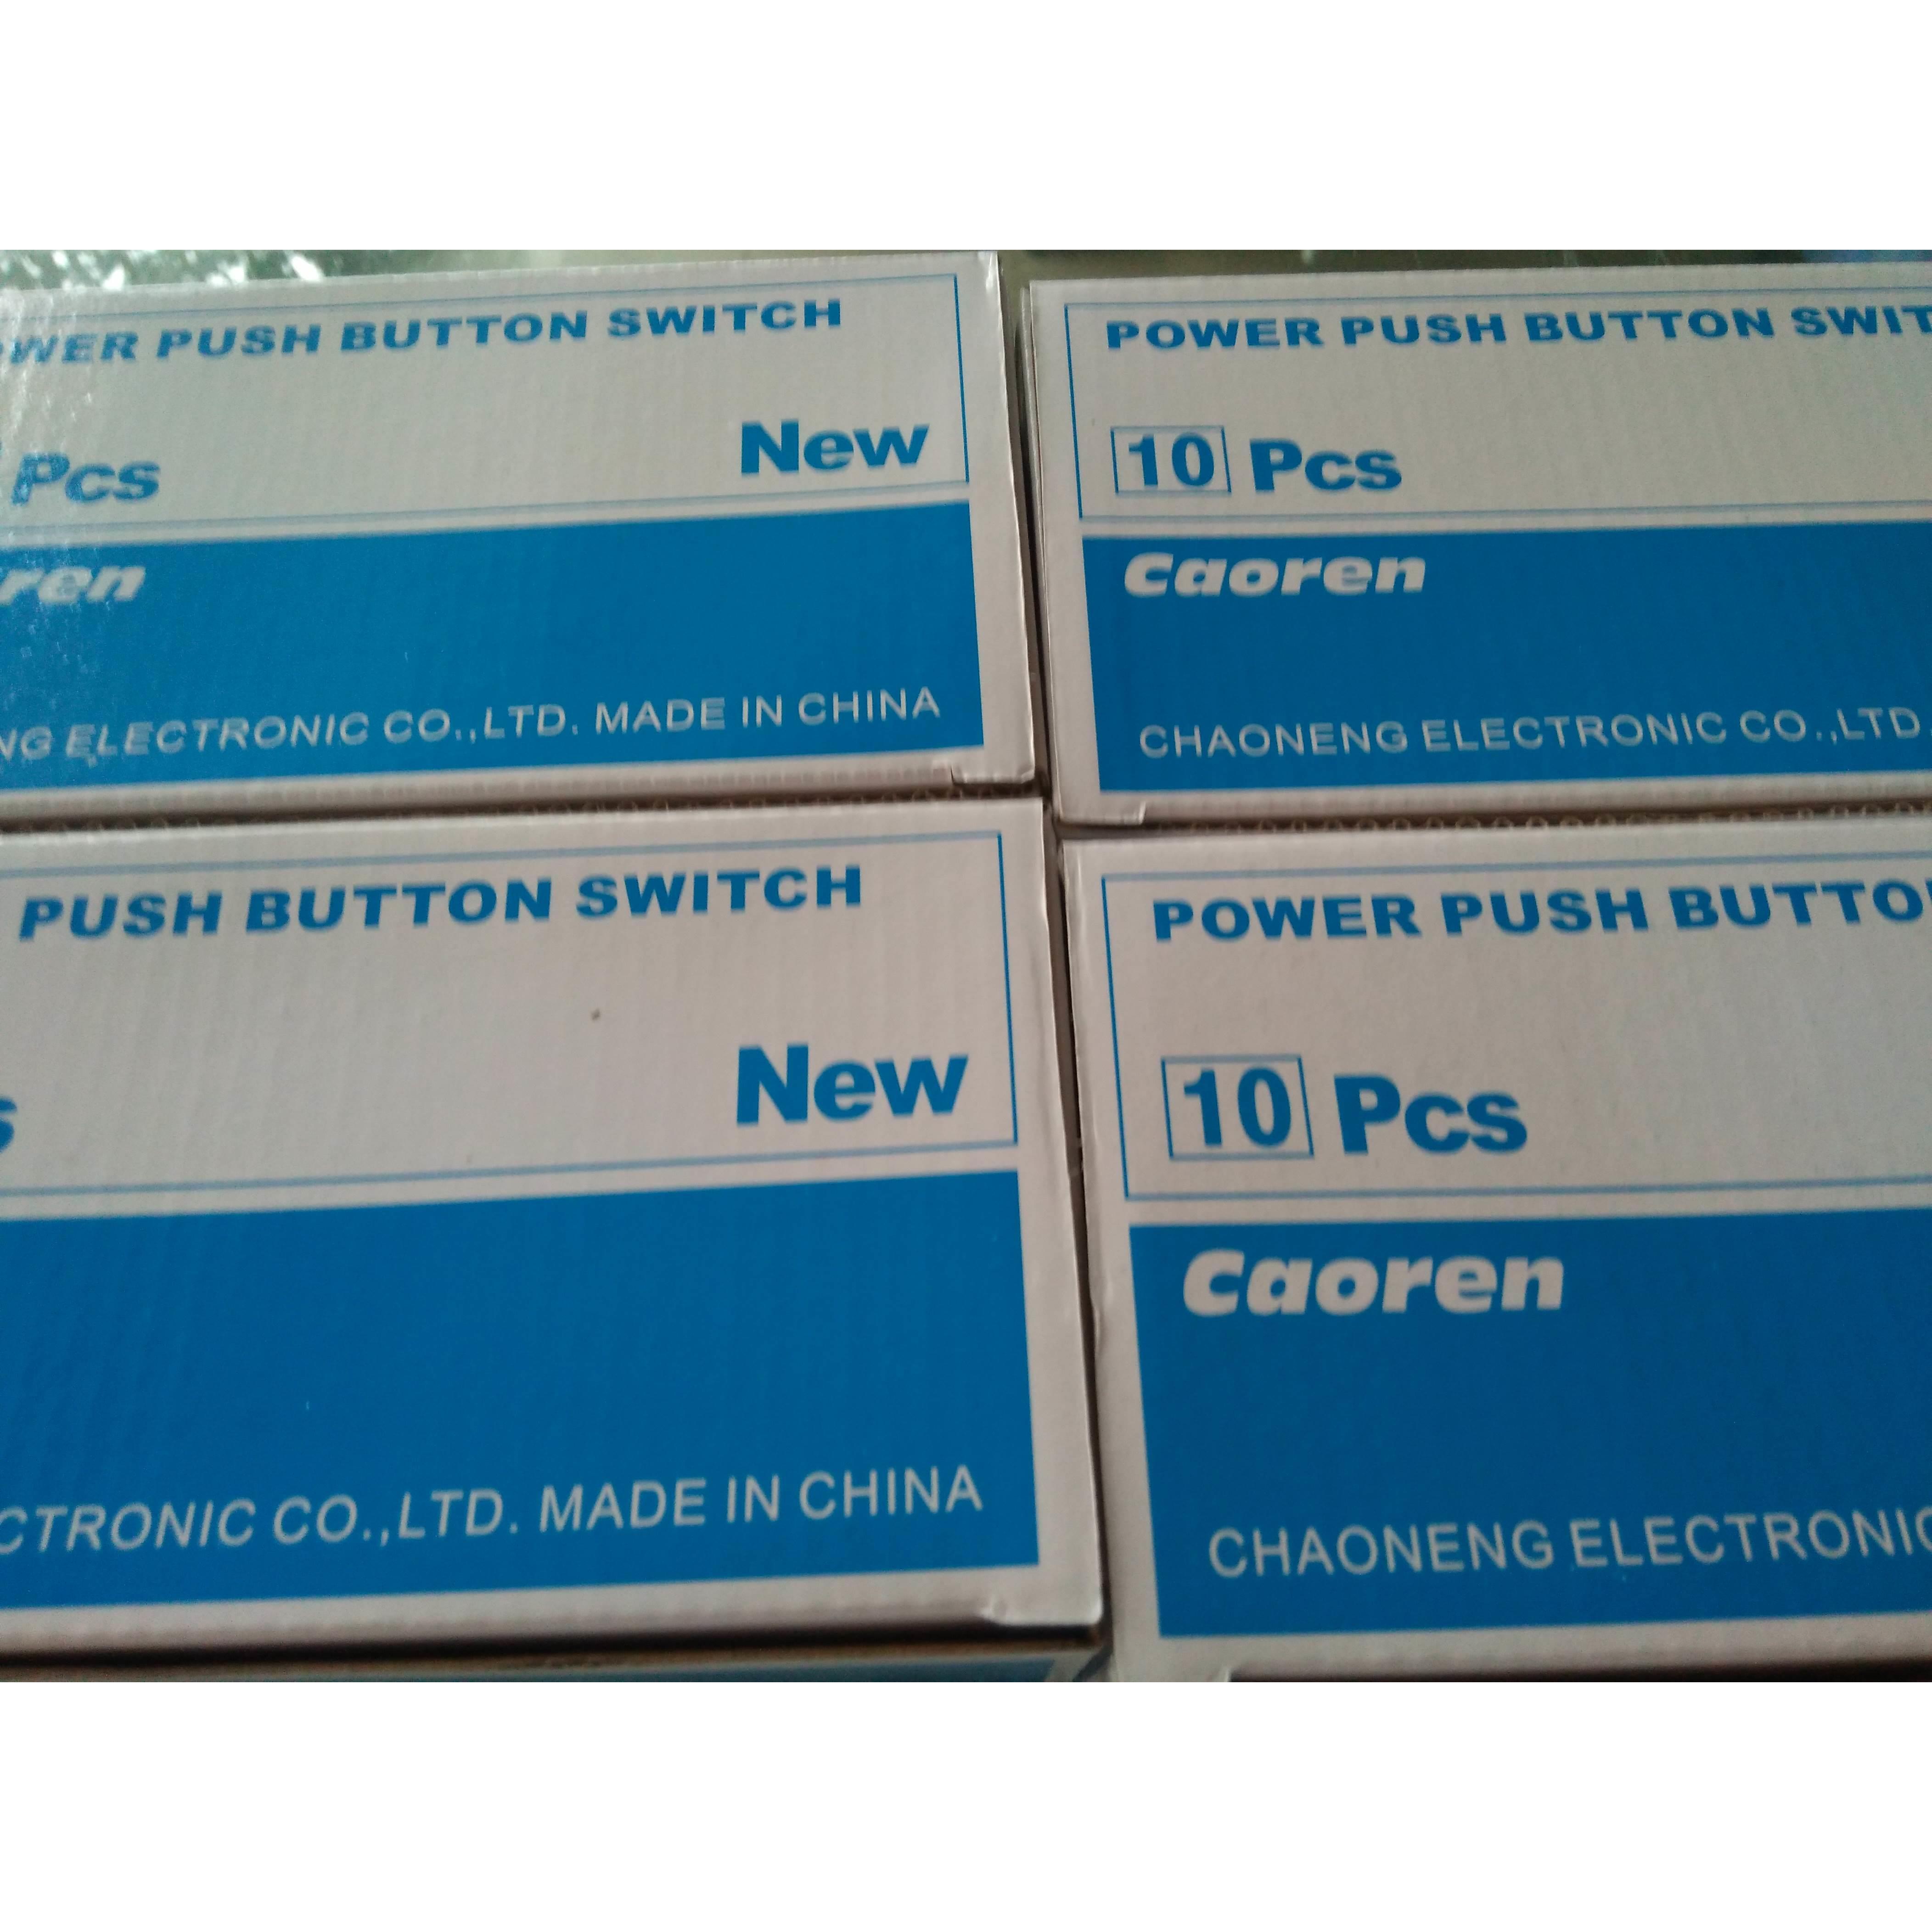 WER PUSH BUTTON SWITCH
Pcs New
ren
NG ELECTRONIC CO.,LTD. MADE IN CHINA
POWER PUSH BUTTON SWIT
10 Pcs
Caoren
CHAONENG ELECTRONIC CO.,LTD.
PUSH BUTTON SWITCH
s New
CTRONIC CO.,LTD. MADE IN CHINA
POWER PUSH BUTTO
10 Pcs
Caoren
CHAONENG ELECTRONIC